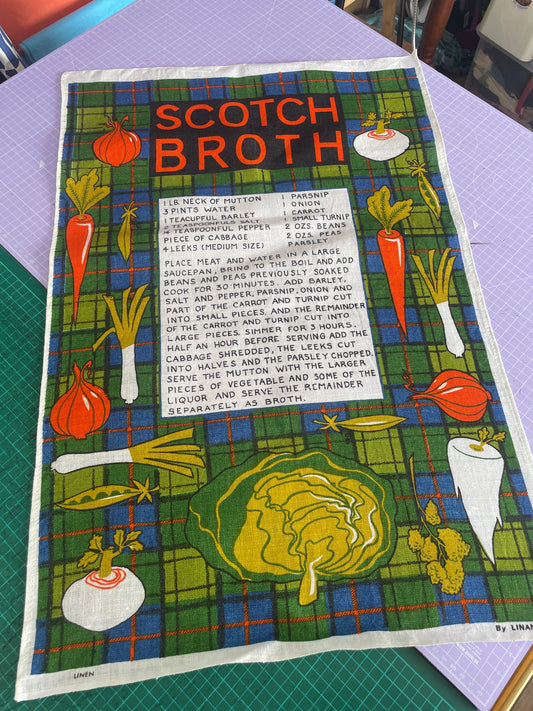 SCOTCH
BROTH
1 LB NECK OF MUTTON
3 PINTS WATER
1 TEACUPFUL BARLEY
2 TEASPOONFULS SALT
¼ TEASPOONFUL PEPPER
PIECE OF CABBAGE
4 LEEKS (MEDIUM SIZE)
1 PARSNIP
1 ONION
1 CARROT
1 SMALL TURNIP
2 OZS. BEANS
2 OZS. PEAS
PARSLEY
PLACE MEAT AND WATER IN A LARGE
SAUCEPAN, BRING TO THE BOIL AND ADD
BEANS AND PEAS PREVIOUSLY SOAKED
COOK FOR 30 MINUTES. ADD BARLEY,
SALT AND PEPPER, PARSNIP, ONION AND
PART OF THE CARROT AND TURNIP CUT
INTO SMALL PIECES, AND THE REMAINDER
OF THE CARROT AND TURNIP CUT INTO
LARGE PIECES. SIMMER FOR 3 HOURS.
HALF AN HOUR BEFORE SERVING ADD THE
CABBAGE SHREDDED, THE LEEKS CUT
INTO HALVES AND THE PARSLEY CHOPPED.
SERVE THE MUTTON WITH THE LARGER
PIECES OF VEGETABLE AND SOME OF THE
LIQUOR AND SERVE THE REMAINDER
SEPARATELY AS BROTH.
LINEN
By LINAN